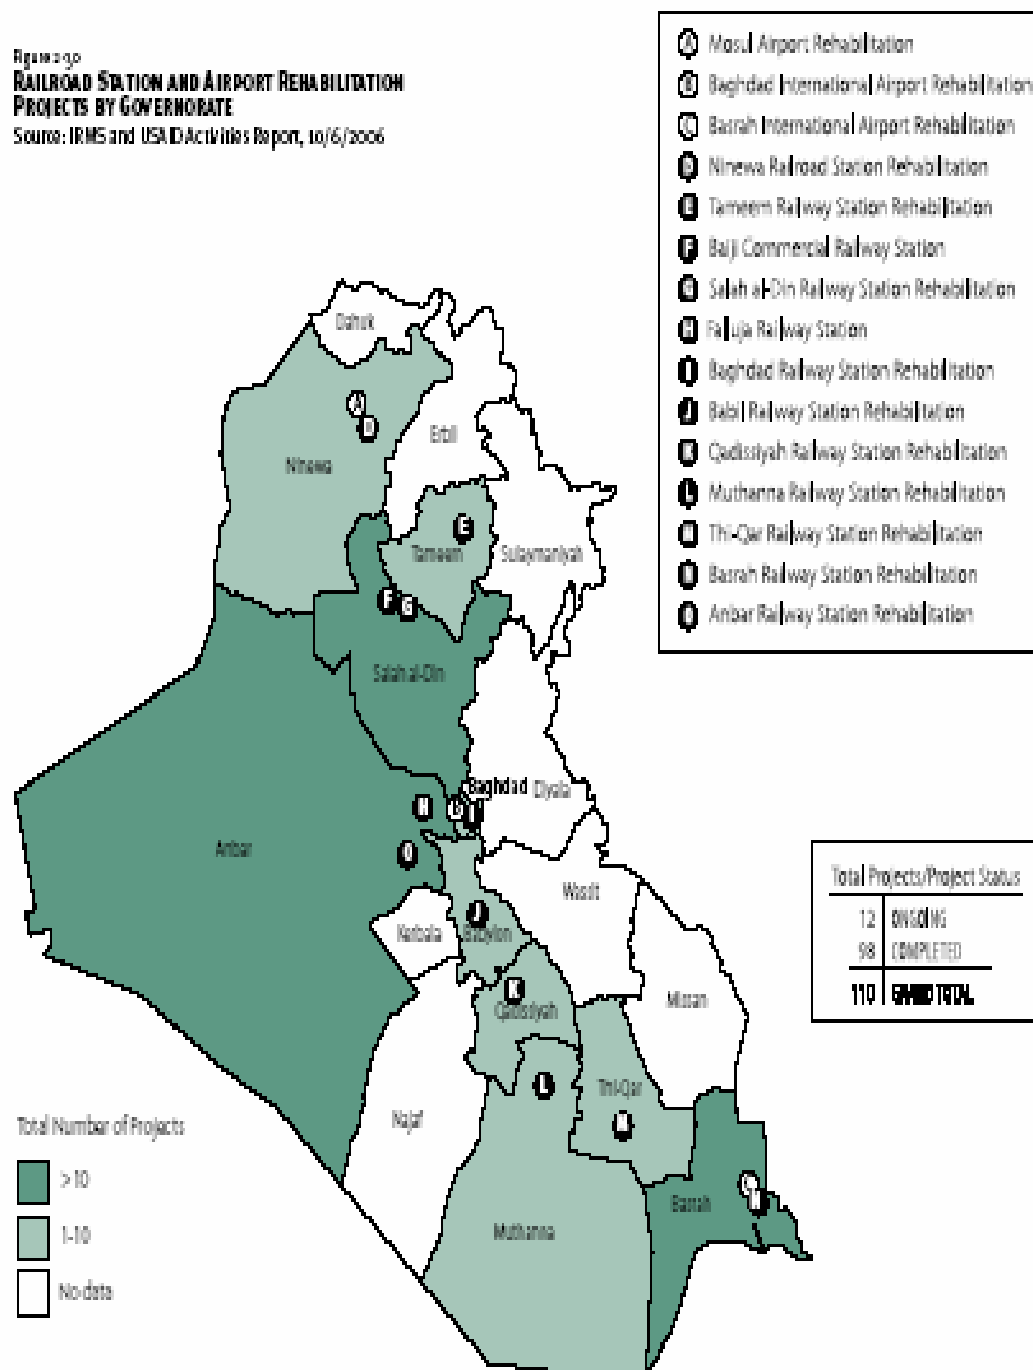 Figure 2-30
RAILROAD STATION AND AIRPORT REHABILITATION
PROJECTS BY GOVERNORATE
Source: IRMS and USAID Activities Report, 10/6/2006
A Mosul Airport Rehabilitation
B Baghdad International Airport Rehabilitation
C Basrah International Airport Rehabilitation
D Ninewa Railroad Station Rehabilitation
E Tameem Railway Station Rehabilitation
F Baiji Commercial Railway Station
G Salah al-Din Railway Station Rehabilitation
H Falluja Railway Station
I Baghdad Railway Station Rehabilitation
J Babil Railway Station Rehabilitation
K Qadissiyah Railway Station Rehabilitation
L Muthanna Railway Station Rehabilitation
M Thi-Qar Railway Station Rehabilitation
N Basrah Railway Station Rehabilitation
O Anbar Railway Station Rehabilitation
Dahuk
A
D
Erbil
Ninewa
E
Tameem
Sulaymaniyah
F
G
Salah al-Din
Baghdad
Diyala
H
B
I
Anbar
O
Wasit
J
Kerbala
Babylon
K
Missan
Qadissiyah
L
Thi-Qar
Najaf
M
C
N
Basrah
Muthanna
Total Projects/Project Status
12 ONGOING
98 COMPLETED
110 GRAND TOTAL
Total Number of Projects
>10
1-10
No data